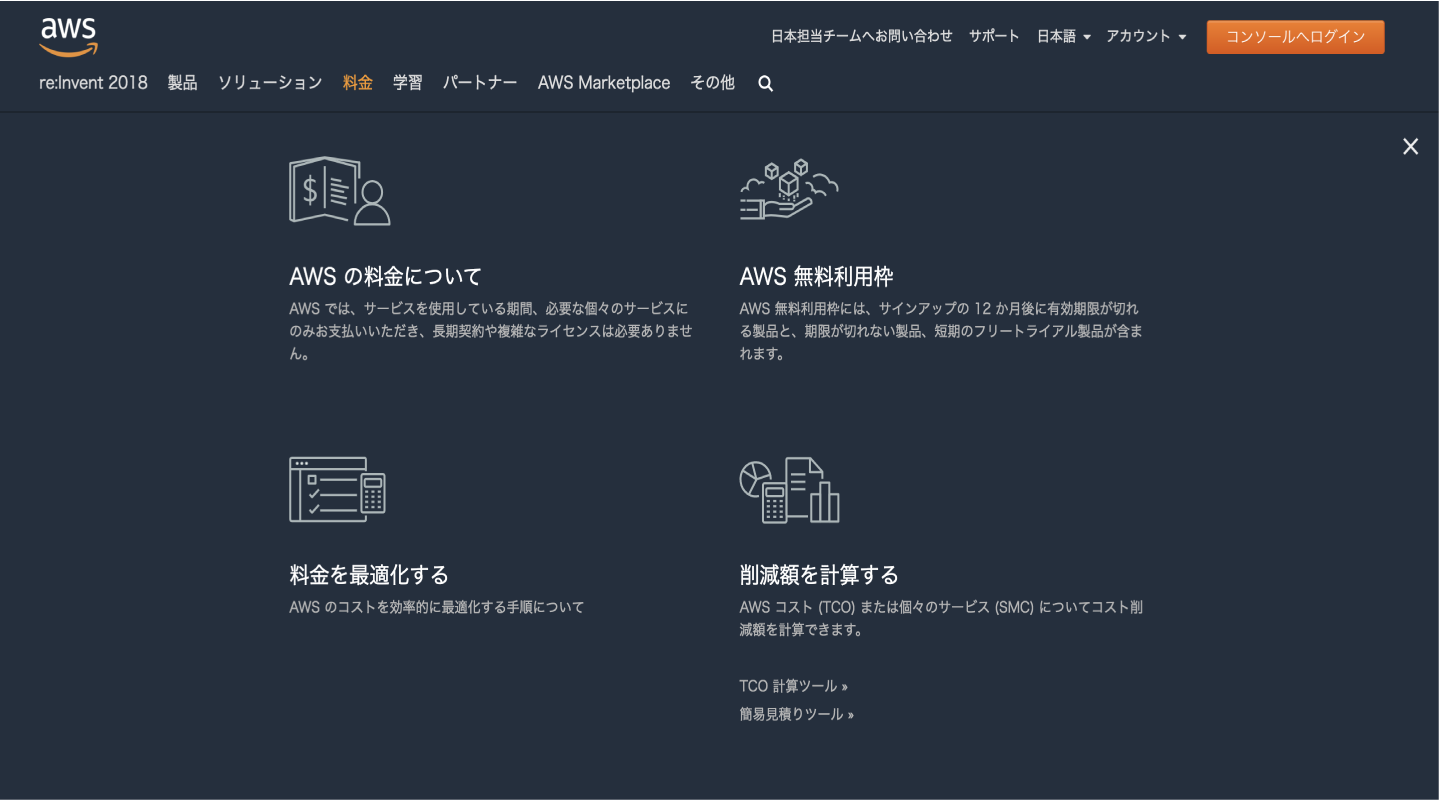 aws
日本担当チームへお問い合わせ サポート 日本語 アカウント コンソールへログイン
re:Invent 2018 製品 ソリューション 料金 学習 パートナー AWS Marketplace その他
$
AWS の料金について
AWS では、サービスを使用している期間、必要な個々のサービスに
のみお支払いいただき、長期契約や複雑なライセンスは必要ありませ
ん。
AWS 無料利用枠
AWS 無料利用枠には、サインアップの 12 か月後に有効期限が切れ
る製品と、期限が切れない製品、短期のフリートライアル製品が含ま
れます。
料金を最適化する
AWS のコストを効率的に最適化する手順について
削減額を計算する
AWS コスト (TCO) または個々のサービス (SMC) についてコスト削
減額を計算できます。
TCO 計算ツール »
簡易見積りツール »